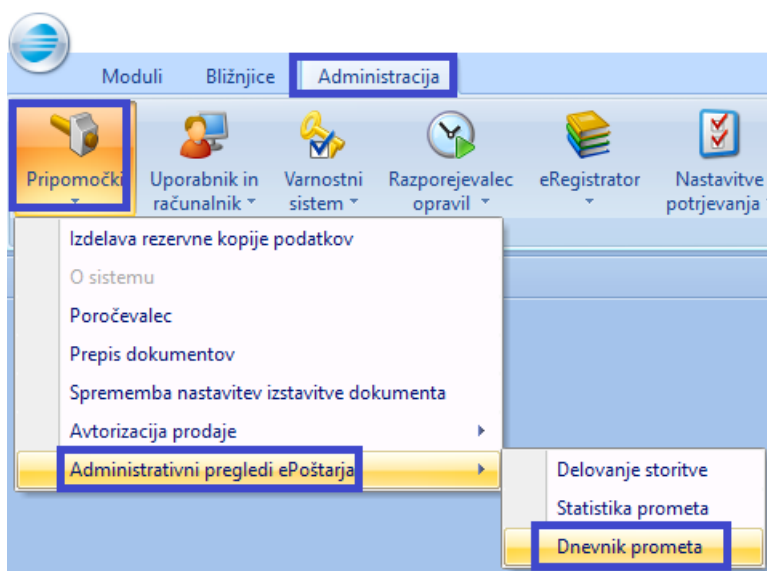 Moduli Bližnjice Administracija
Pripomočki Uporabnik in računalnik Varnostni sistem Razporejevalec opravil eRegistrator Nastavitve potrjevanja
Izdelava rezervne kopije podatkov
O sistemu
Poročevalec
Prepis dokumentov
Sprememba nastavitev izstavitve dokumenta
Avtorizacija prodaje
Administrativni pregledi ePoštarja
Delovanje storitve
Statistika prometa
Dnevnik prometa